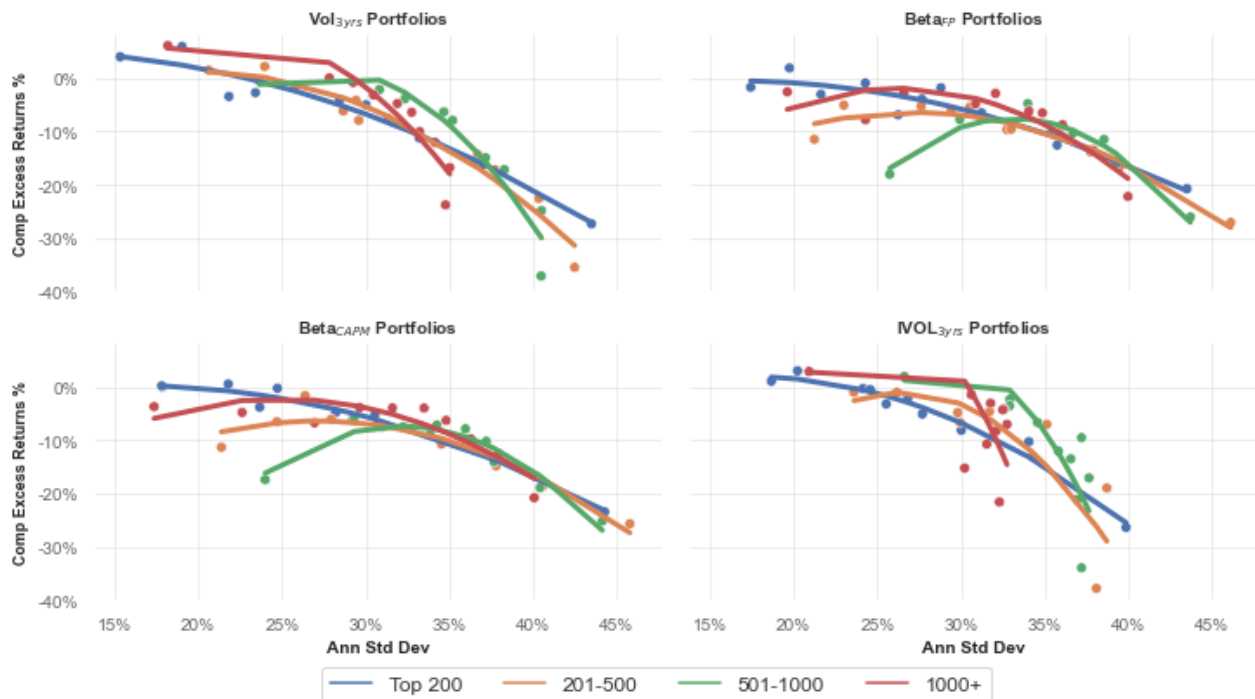 Vol3yrs Portfolios
BetaFP Portfolios
Comp Excess Returns %
0%
-10%
-20%
-30%
-40%
BetaCAPM Portfolios
IVOL3yrs Portfolios
Comp Excess Returns %
0%
-10%
-20%
-30%
-40%
15% 20% 25% 30% 35% 40% 45%
15% 20% 25% 30% 35% 40% 45%
Ann Std Dev
Ann Std Dev
Top 200 201-500 501-1000 1000+